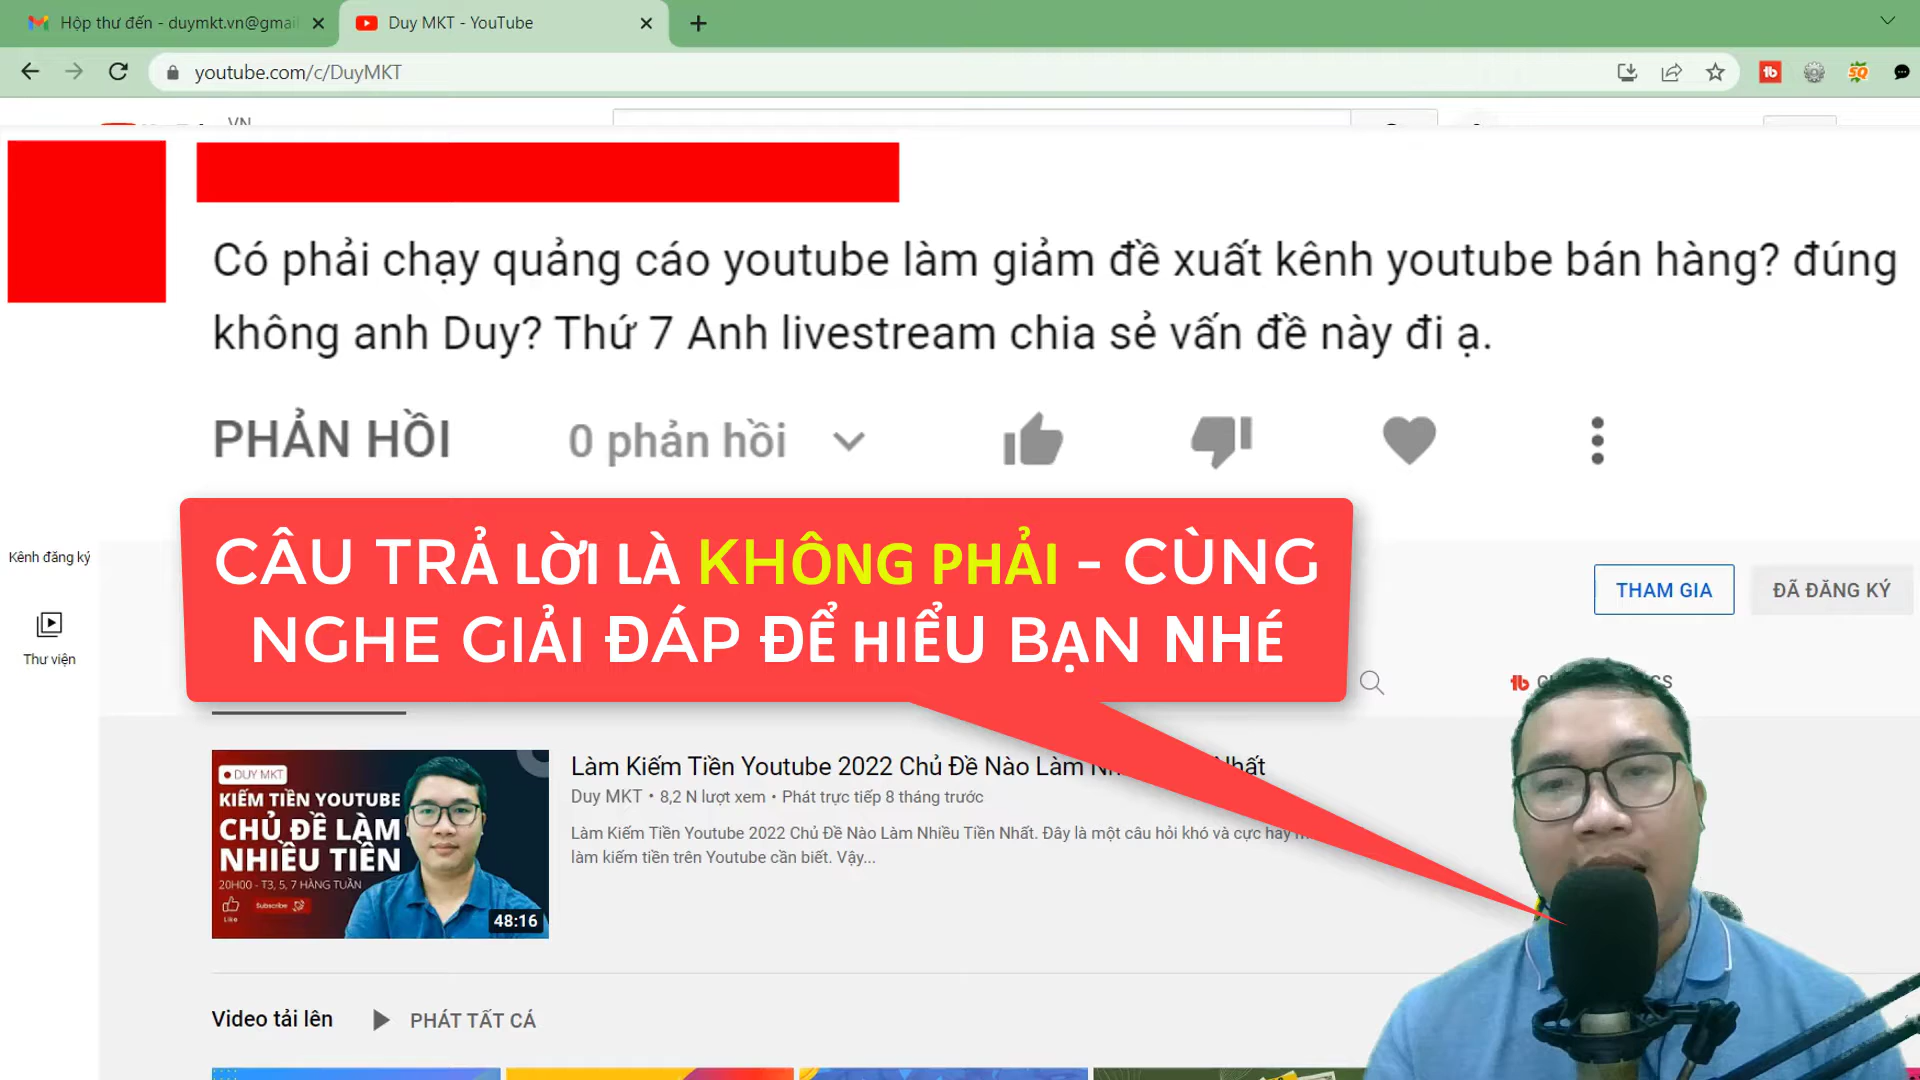 Hộp thư đến - duymkt.vn@gmai
Duy MKT - YouTube
youtube.com/c/DuyMKT
VN
Có phải chạy quảng cáo youtube làm giảm đề xuất kênh youtube bán hàng? đúng
không anh Duy? Thứ 7 Anh livestream chia sẻ vấn đề này đi ạ.
PHẢN HỒI 0 phản hồi
CÂU TRẢ LỜI LÀ KHÔNG PHẢI - CÙNG
NGHE GIẢI ĐÁP ĐỂ HIỂU BẠN NHÉ
Kênh đăng ký
Thư viện
THAM GIA
ĐÃ ĐĂNG KÝ
DUY MKT
KIẾM TIỀN YOUTUBE
CHỦ ĐỀ LÀM
NHIỀU TIỀN
20H00 - T3, 5, 7 HÀNG TUẦN
Like
Subscribe
48:16
Làm Kiếm Tiền Youtube 2022 Chủ Đề Nào Làm Nhất
Duy MKT • 8,2 N lượt xem • Phát trực tiếp 8 tháng trước
Làm Kiếm Tiền Youtube 2022 Chủ Đề Nào Làm Nhiều Tiền Nhất. Đây là một câu hỏi khó và cực hay
làm kiếm tiền trên Youtube cần biết. Vậy...
Video tải lên
PHÁT TẤT CẢ